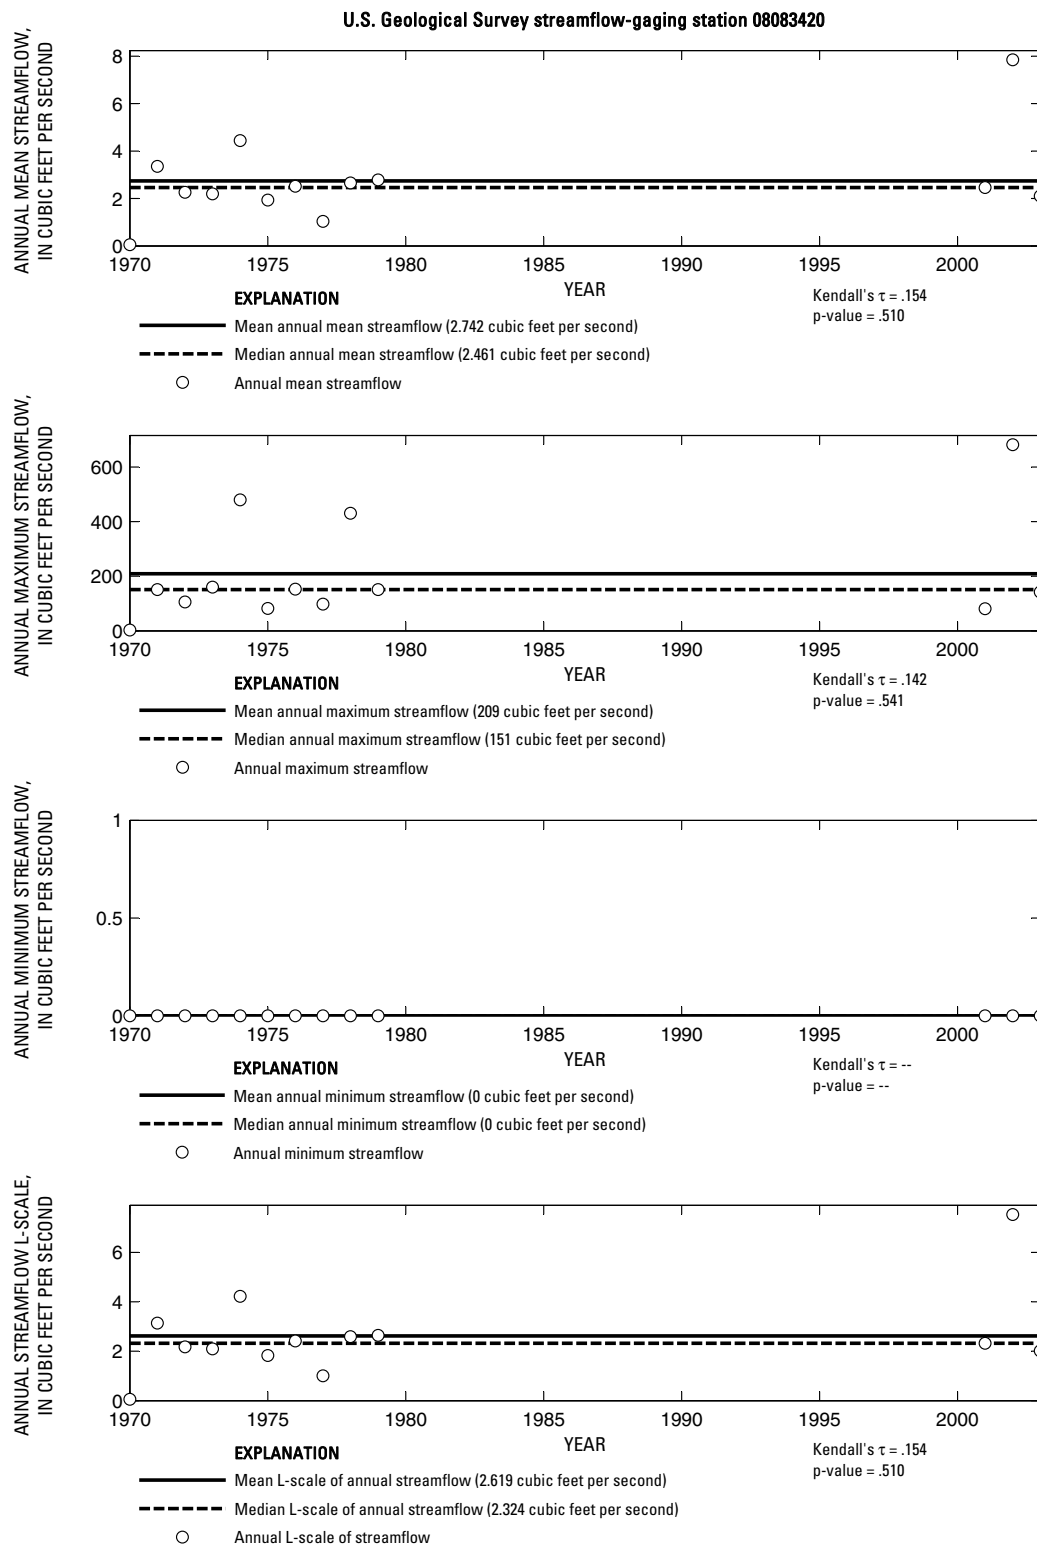 U.S. Geological Survey streamflow-gaging station 08083420
ANNUAL MEAN STREAMFLOW,
IN CUBIC FEET PER SECOND
8
6
4
2
0
1970 1975 1980 1985 1990 1995 2000
YEAR
EXPLANATION
Mean annual mean streamflow (2.742 cubic feet per second)
Median annual mean streamflow (2.461 cubic feet per second)
Annual mean streamflow
Kendall's τ = .154
p-value = .510
ANNUAL MAXIMUM STREAMFLOW,
IN CUBIC FEET PER SECOND
600
400
200
0
1970 1975 1980 1985 1990 1995 2000
YEAR
EXPLANATION
Mean annual maximum streamflow (209 cubic feet per second)
Median annual maximum streamflow (151 cubic feet per second)
Annual maximum streamflow
Kendall's τ = .142
p-value = .541
ANNUAL MINIMUM STREAMFLOW,
IN CUBIC FEET PER SECOND
1
0.5
0
1970 1975 1980 1985 1990 1995 2000
YEAR
EXPLANATION
Mean annual minimum streamflow (0 cubic feet per second)
Median annual minimum streamflow (0 cubic feet per second)
Annual minimum streamflow
Kendall's τ = --
p-value = --
ANNUAL STREAMFLOW L-SCALE,
IN CUBIC FEET PER SECOND
6
4
2
0
1970 1975 1980 1985 1990 1995 2000
YEAR
EXPLANATION
Mean L-scale of annual streamflow (2.619 cubic feet per second)
Median L-scale of annual streamflow (2.324 cubic feet per second)
Annual L-scale of streamflow
Kendall's τ = .154
p-value = .510